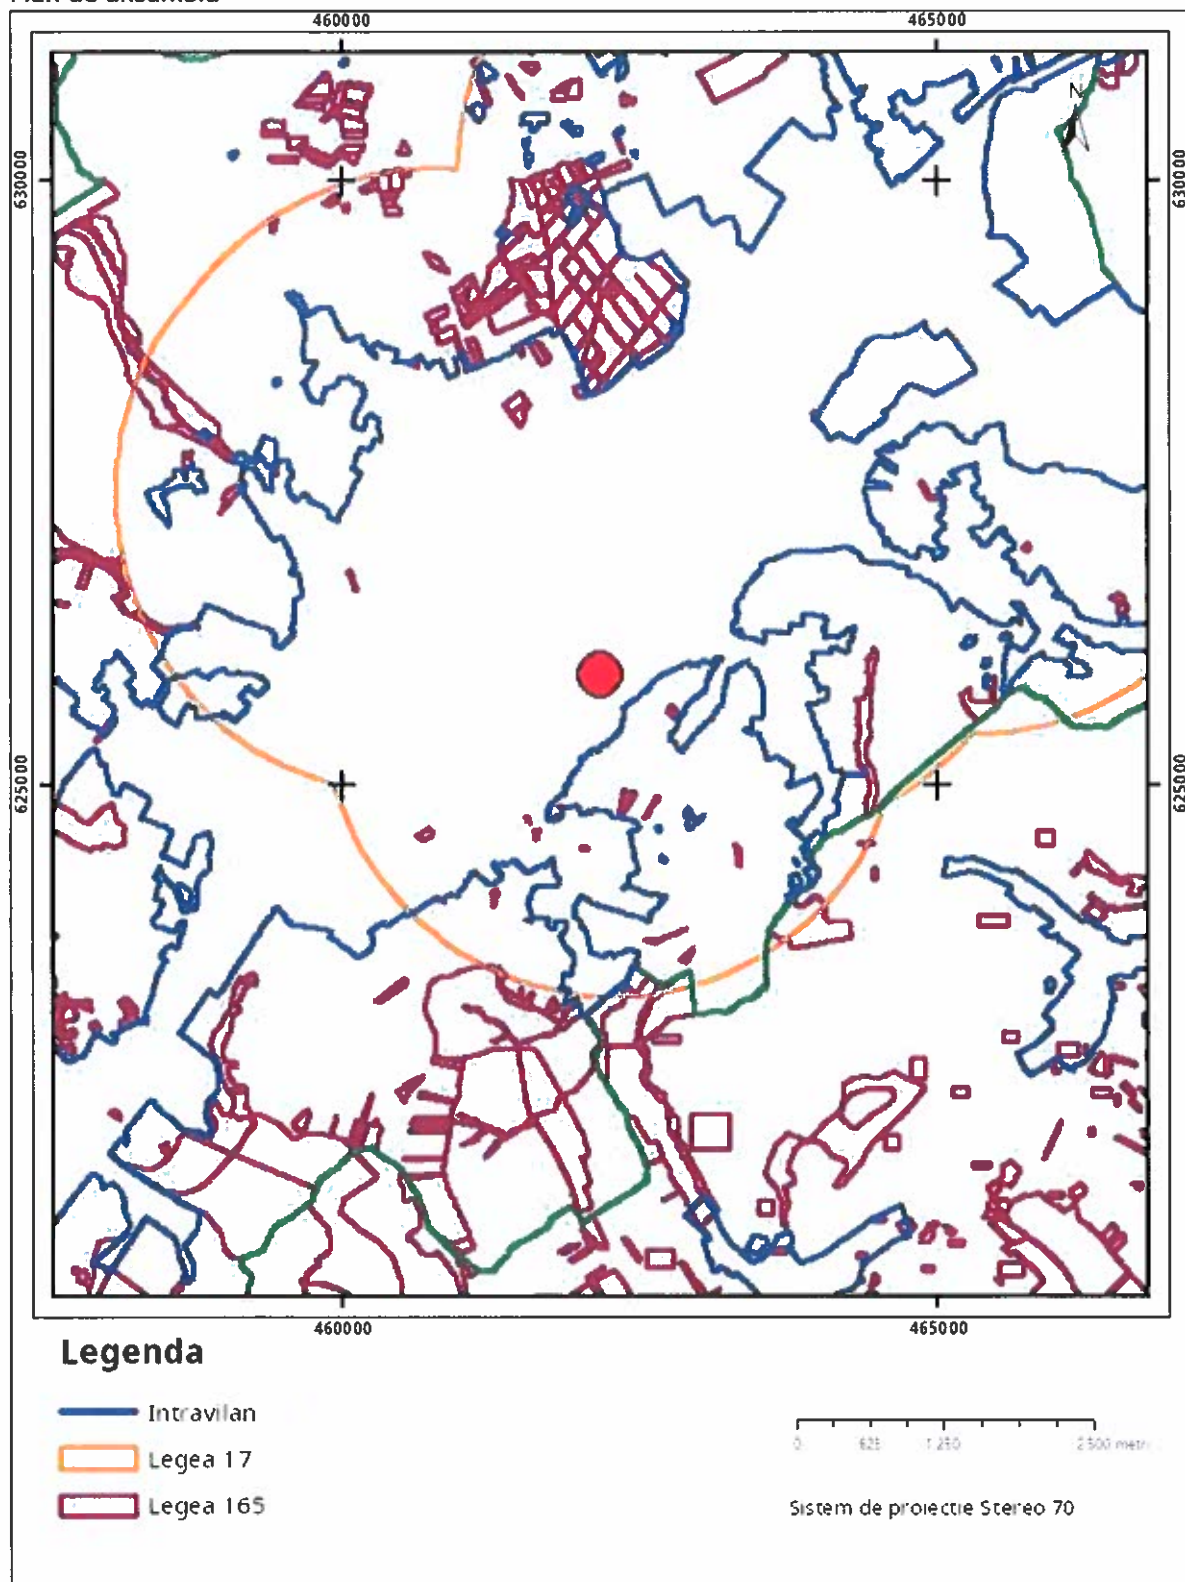 460000 465000
N
630000 630000
625000 625000
460000 465000
Legenda
Intravilan
Legea 17
Legea 165
0 625 1.250 2.500 metri
Sistem de proiectie Stereo 70